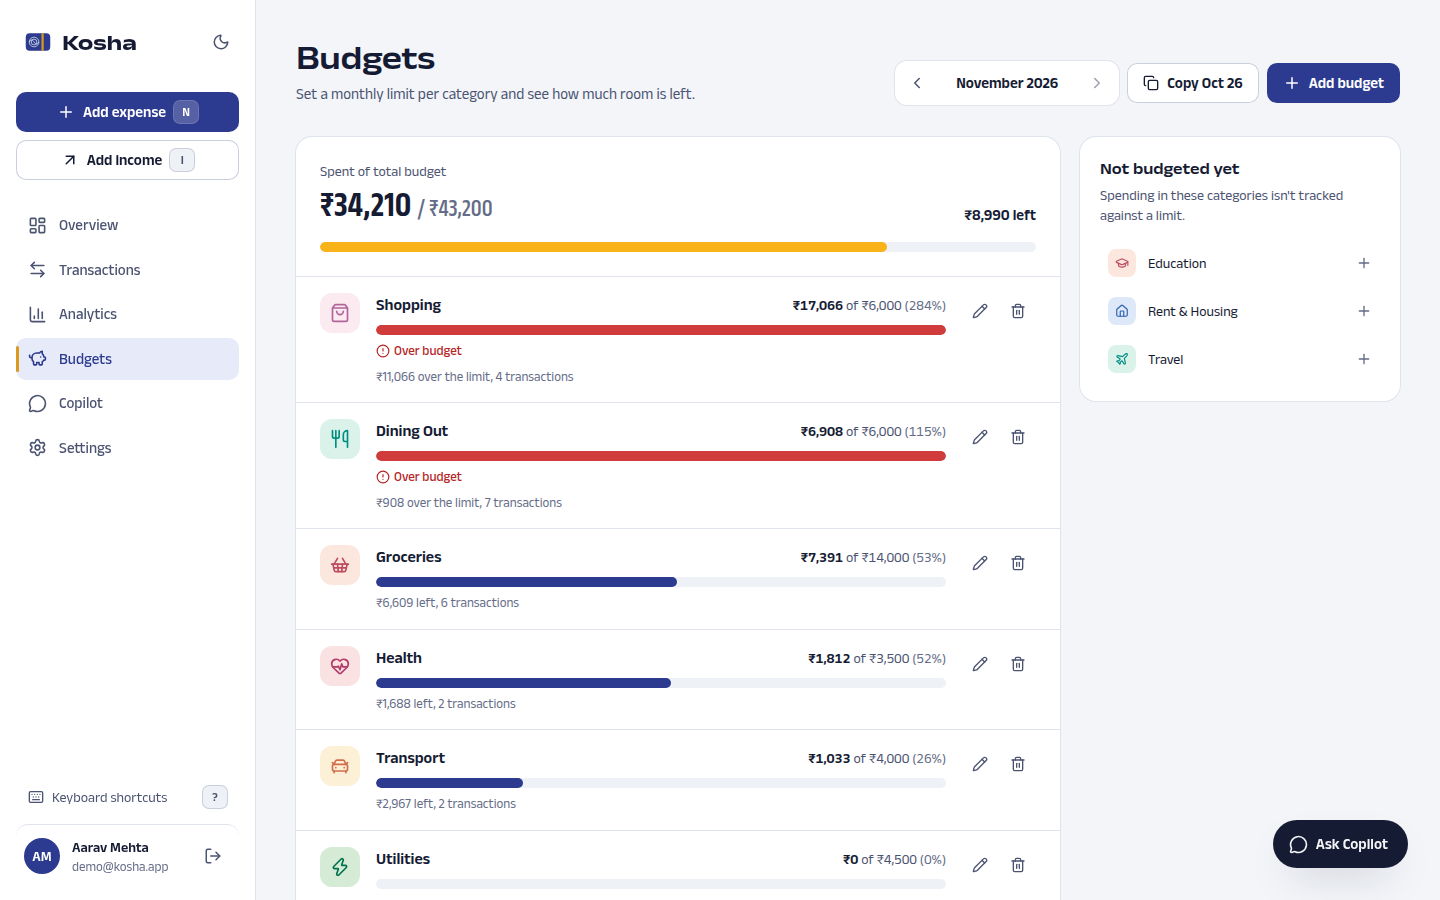 Kosha
Add expense N
Add Income I
Overview
Transactions
Analytics
Budgets
Copilot
Settings
Keyboard shortcuts ?
AM
Aarav Mehta
demo@kosha.app
Budgets
Set a monthly limit per category and see how much room is left.
November 2026
Copy Oct 26
Add budget
Spent of total budget
₹34,210 / ₹43,200
₹8,990 left
Shopping
₹17,066 of ₹6,000 (284%)
Over budget
₹11,066 over the limit, 4 transactions
Dining Out
₹6,908 of ₹6,000 (115%)
Over budget
₹908 over the limit, 7 transactions
Groceries
₹7,391 of ₹14,000 (53%)
₹6,609 left, 6 transactions
Health
₹1,812 of ₹3,500 (52%)
₹1,688 left, 2 transactions
Transport
₹1,033 of ₹4,000 (26%)
₹2,967 left, 2 transactions
Utilities
₹0 of ₹4,500 (0%)
Not budgeted yet
Spending in these categories isn't tracked
against a limit.
Education
Rent & Housing
Travel
Ask Copilot